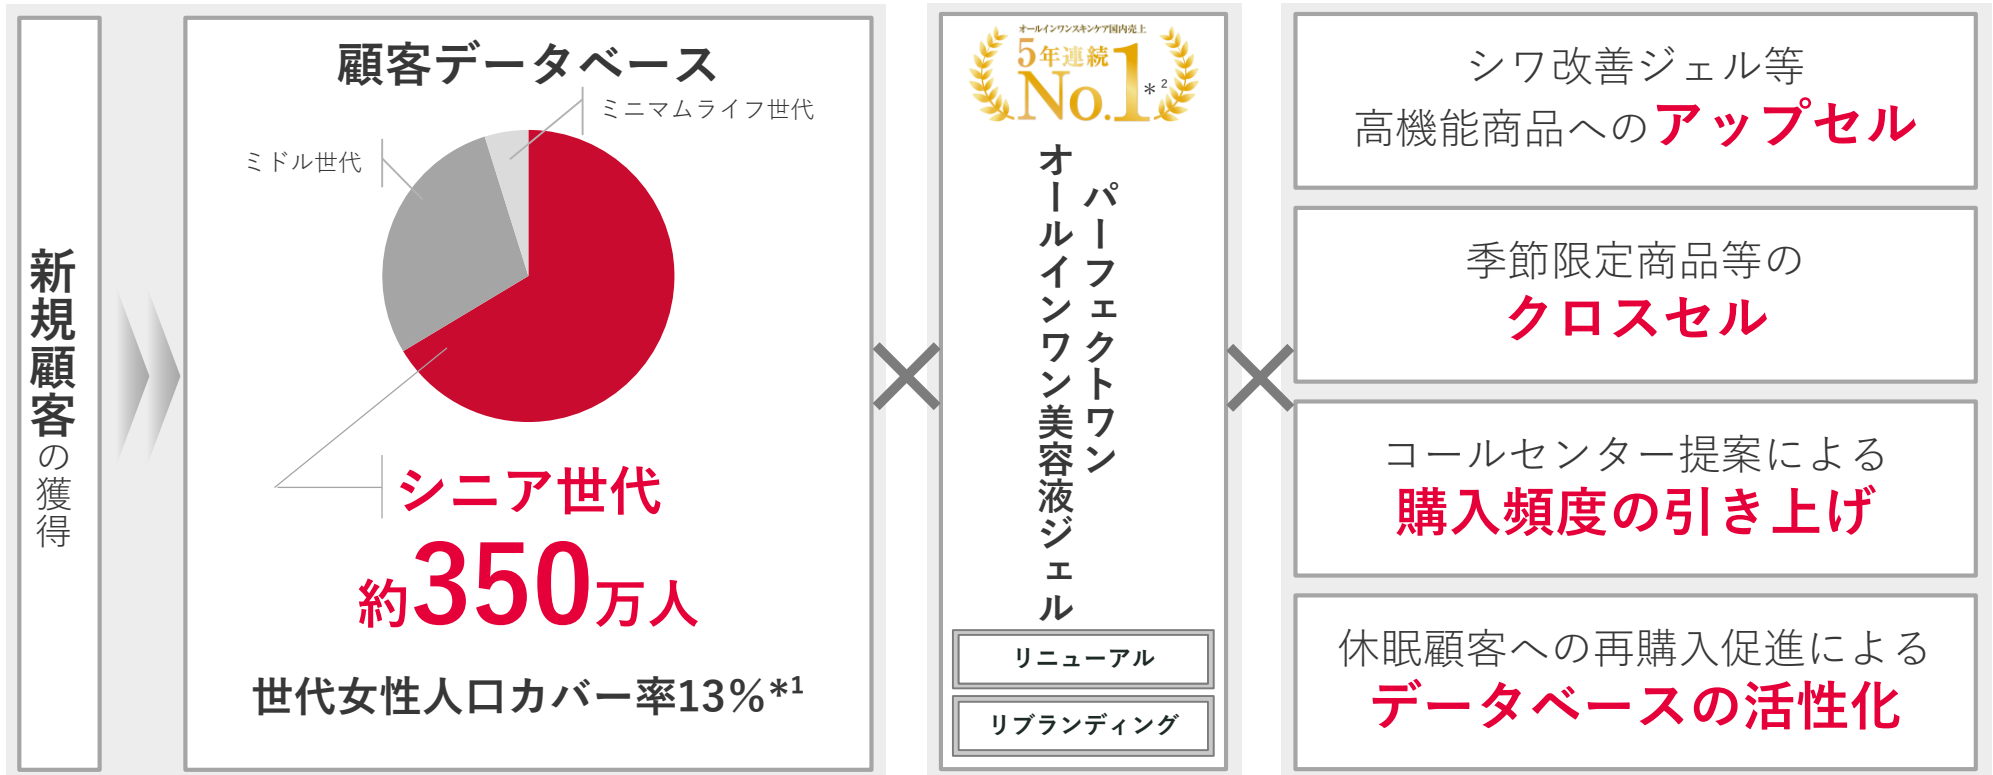 新規顧客の獲得
顧客データベース
ミニマムライフ世代
ミドル世代
シニア世代
約350万人
世代女性人口カバー率13%*1
オールインワンスキンケア国内売上
5年連続
No.1*2
パーフェクトワン
オールインワン美容液ジェル
リニューアル
リブランディング
シワ改善ジェル等
高機能商品へのアップセル
季節限定商品等の
クロスセル
コールセンター提案による
購入頻度の引き上げ
休眠顧客への再購入促進による
データベースの活性化